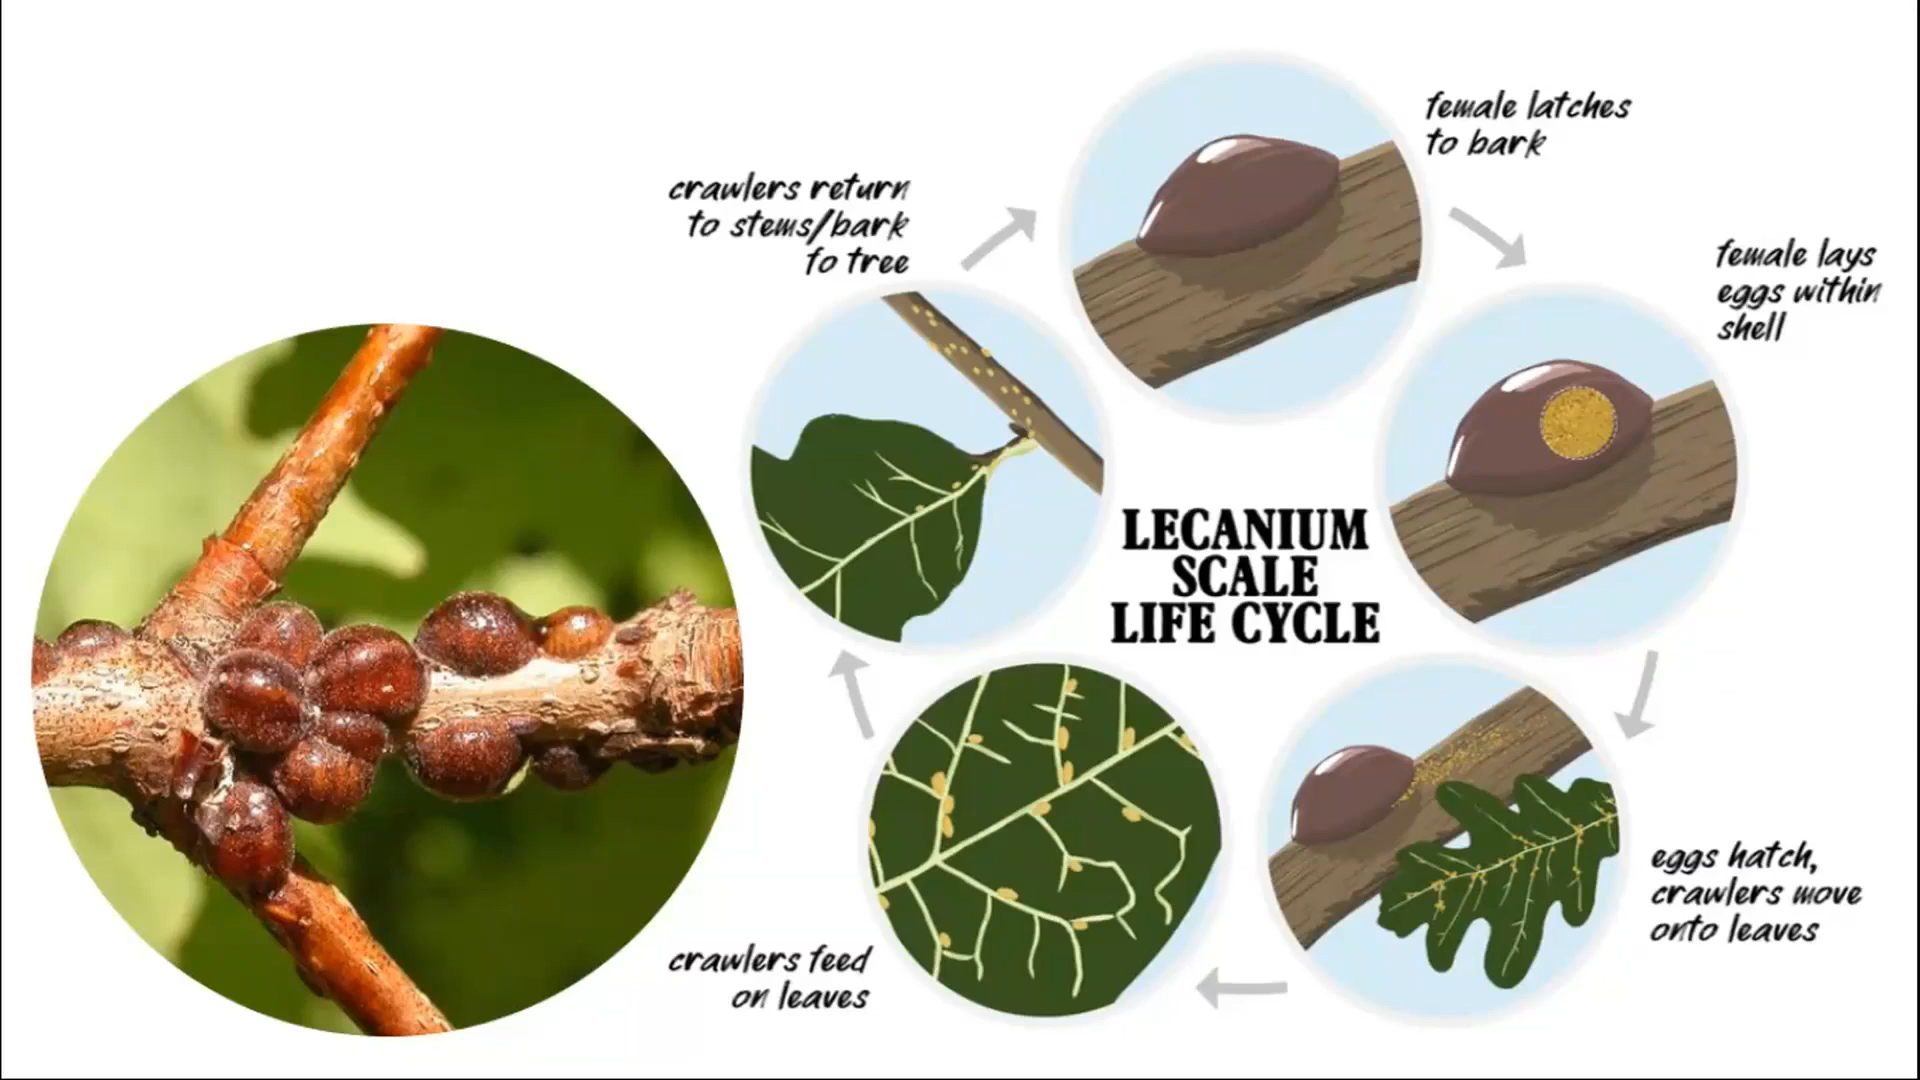 female latches
to bark
female lays
eggs within
shell
eggs hatch,
crawlers move
onto leaves
crawlers feed
on leaves
crawlers return
to stems/bark
fo tree
LECANIUM
SCALE
LIFE CYCLE